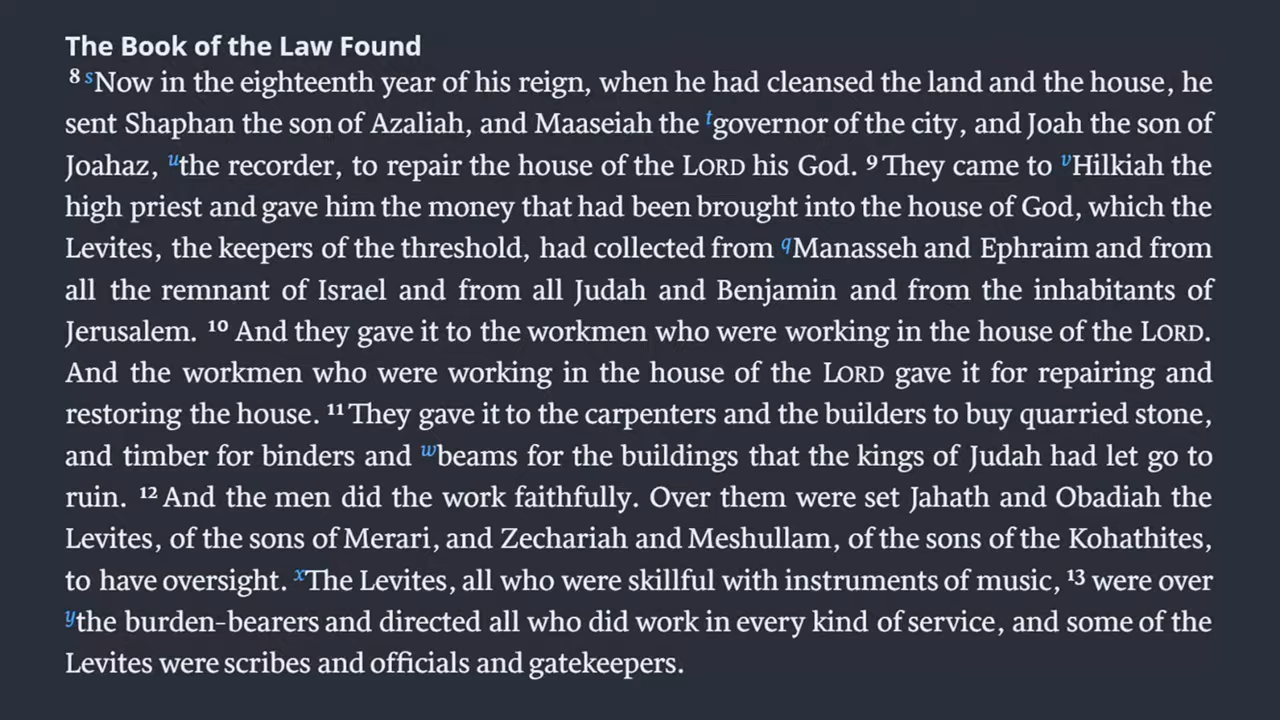 The Book of the Law Found
8 sNow in the eighteenth year of his reign, when he had cleansed the land and the house, he
sent Shaphan the son of Azaliah, and Maaseiah the tgovernor of the city, and Joah the son of
Joahaz, uthe recorder, to repair the house of the LORD his God. 9 They came to vHilkiah the
high priest and gave him the money that had been brought into the house of God, which the
Levites, the keepers of the threshold, had collected from qManasseh and Ephraim and from
all the remnant of Israel and from all Judah and Benjamin and from the inhabitants of
Jerusalem. 10 And they gave it to the workmen who were working in the house of the LORD.
And the workmen who were working in the house of the LORD gave it for repairing and
restoring the house. 11 They gave it to the carpenters and the builders to buy quarried stone,
and timber for binders and wbeams for the buildings that the kings of Judah had let go to
ruin. 12 And the men did the work faithfully. Over them were set Jahath and Obadiah the
Levites, of the sons of Merari, and Zechariah and Meshullam, of the sons of the Kohathites,
to have oversight. xThe Levites, all who were skillful with instruments of music, 13 were over
ythe burden-bearers and directed all who did work in every kind of service, and some of the
Levites were scribes and officials and gatekeepers.